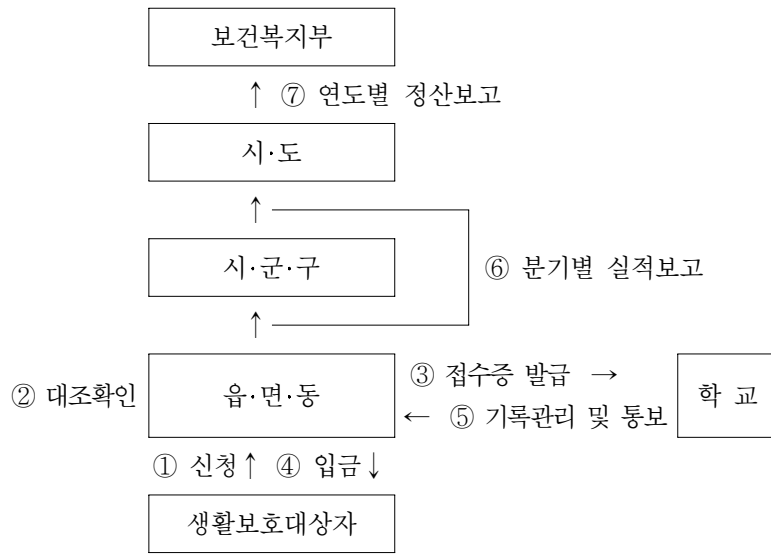 보건복지부
↑ ⑦ 연도별 정산보고
시·도
↑
시·군·구
⑥ 분기별 실적보고
↑
② 대조확인
읍·면·동
③ 접수증 발급 →
← ⑤ 기록관리 및 통보
학 교
① 신청↑ ④ 입금↓
생활보호대상자